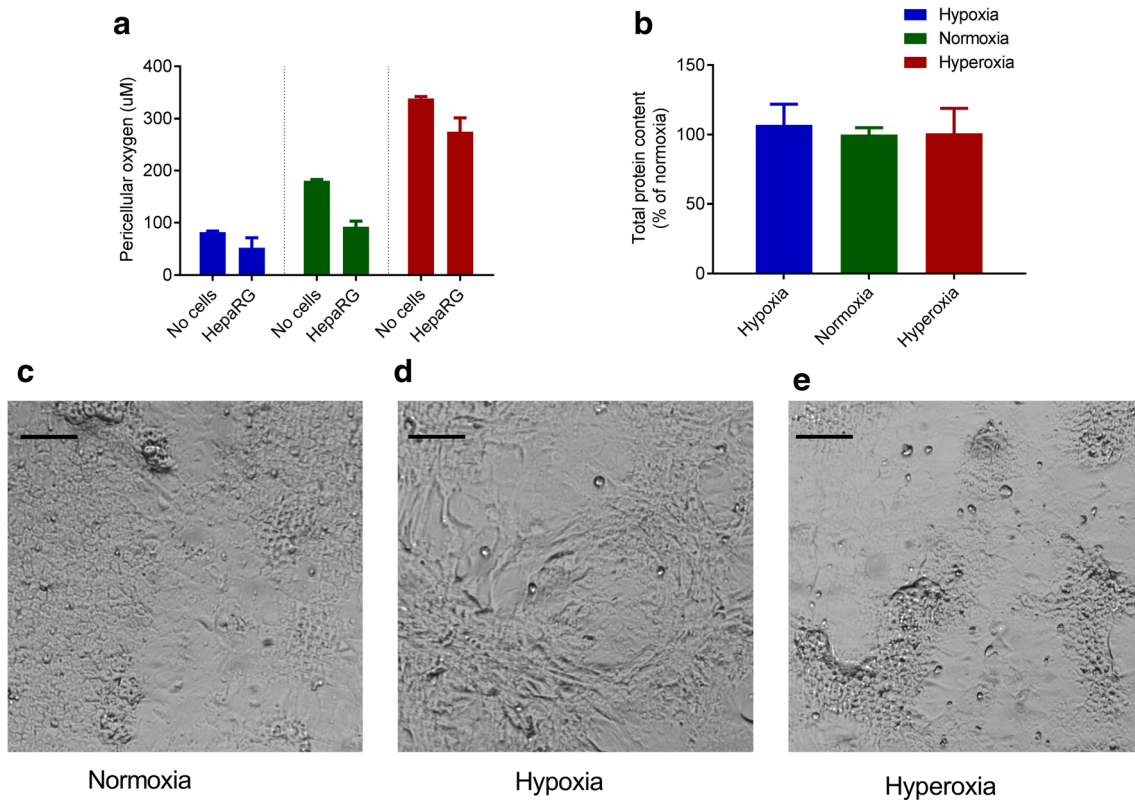 a
Pericellular oxygen (uM)
400
300
200
100
0
No cells
HepaRG
No cells
HepaRG
No cells
HepaRG
b
Hypoxia
Normoxia
Hyperoxia
Total protein content
(% of normoxia)
150
100
50
0
Hypoxia
Normoxia
Hyperoxia
c
Normoxia
d
Hypoxia
e
Hyperoxia